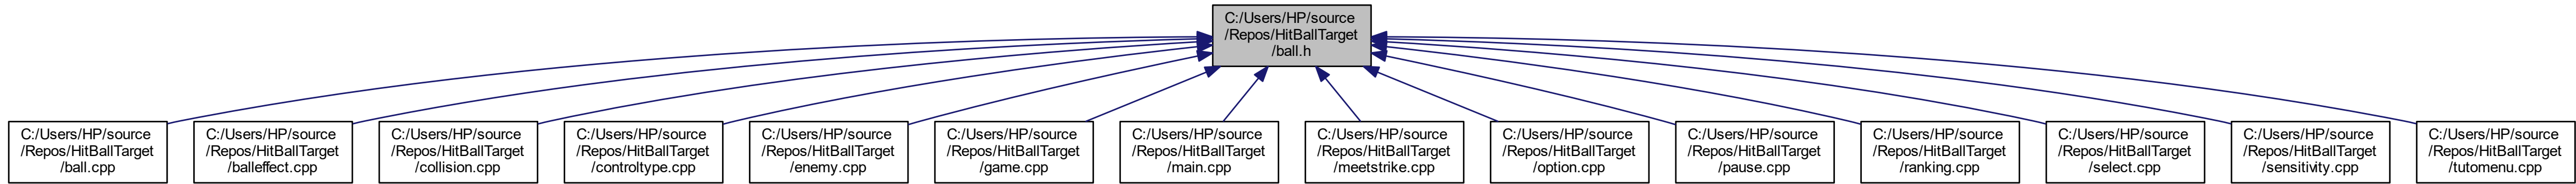 C:/Users/HP/source
/Repos/HitBallTarget
/ball.h
C:/Users/HP/source
/Repos/HitBallTarget
/ball.cpp
C:/Users/HP/source
/Repos/HitBallTarget
/balleffect.cpp
C:/Users/HP/source
/Repos/HitBallTarget
/collision.cpp
C:/Users/HP/source
/Repos/HitBallTarget
/controltype.cpp
C:/Users/HP/source
/Repos/HitBallTarget
/enemy.cpp
C:/Users/HP/source
/Repos/HitBallTarget
/game.cpp
C:/Users/HP/source
/Repos/HitBallTarget
/main.cpp
C:/Users/HP/source
/Repos/HitBallTarget
/meetstrike.cpp
C:/Users/HP/source
/Repos/HitBallTarget
/option.cpp
C:/Users/HP/source
/Repos/HitBallTarget
/pause.cpp
C:/Users/HP/source
/Repos/HitBallTarget
/ranking.cpp
C:/Users/HP/source
/Repos/HitBallTarget
/select.cpp
C:/Users/HP/source
/Repos/HitBallTarget
/sensitivity.cpp
C:/Users/HP/source
/Repos/HitBallTarget
/tutomenu.cpp